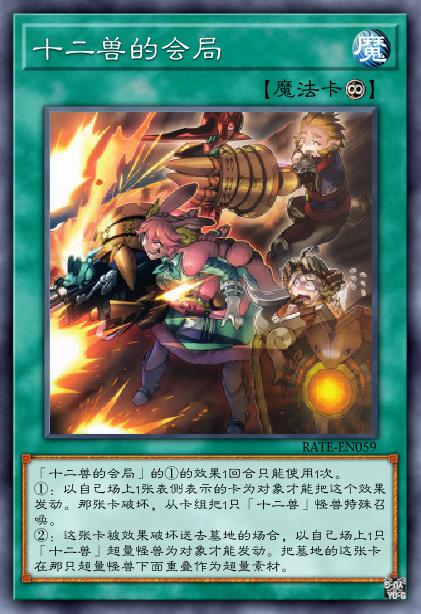 十二兽的会局
魔
【魔法卡】
RATE-EN059
「十二兽的会局」的①的效果1回合只能使用1次。
①：以自己场上1张表侧表示的卡为对象才能把这个效果
发动。那张卡破坏，从卡组把1只「十二兽」怪兽特殊召
唤。
②：这张卡被效果破坏送去墓地的场合，以自己场上1只
「十二兽」超量怪兽为对象才能发动。把墓地的这张卡
在那只超量怪兽下面重叠作为超量素材。